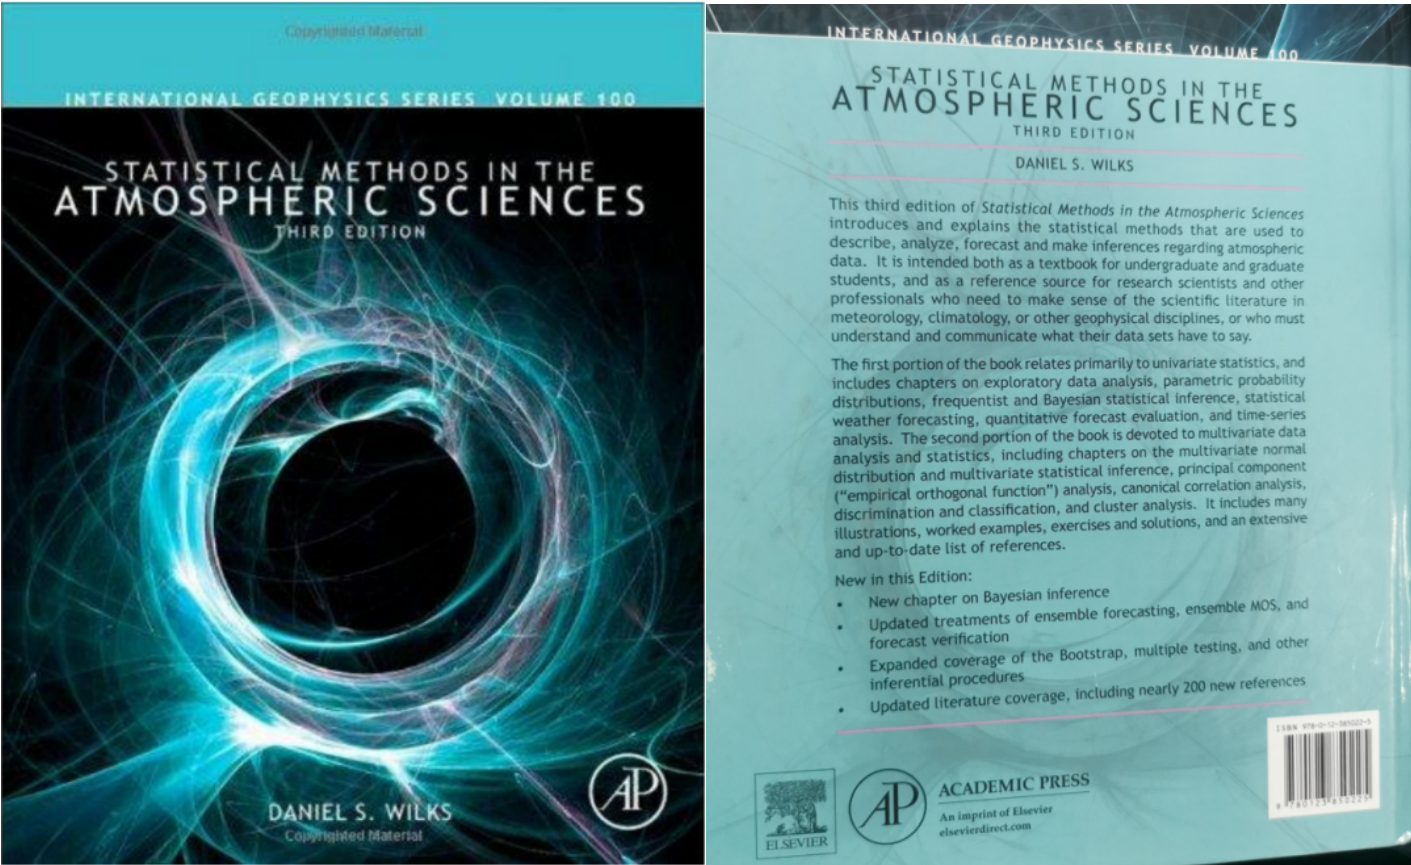 Copyrighted Material
INTERNATIONAL GEOPHYSICS SERIES VOLUME 100
STATISTICAL METHODS IN THE
ATMOSPHERIC SCIENCES
THIRD EDITION
DANIEL S. WILKS
Copyrighted Material
AP
INTERNATIONAL GEOPHYSICS SERIES VOLUME 100
STATISTICAL METHODS IN THE
ATMOSPHERIC SCIENCES
THIRD EDITION
DANIEL S. WILKS
This third edition of Statistical Methods in the Atmospheric Sciences
introduces and explains the statistical methods that are used to
describe, analyze, forecast and make inferences regarding atmospheric
data. It is intended both as a textbook for undergraduate and graduate
students, and as a reference source for research scientists and other
professionals who need to make sense of the scientific literature in
meteorology, climatology, or other geophysical disciplines, or who must
understand and communicate what their data sets have to say.
The first portion of the book relates primarily to univariate statistics, and
includes chapters on exploratory data analysis, parametric probability
distributions, frequentist and Bayesian statistical inference, statistical
weather forecasting, quantitative forecast evaluation, and time-series
analysis. The second portion of the book is devoted to multivariate data
analysis and statistics, including chapters on the multivariate normal
distribution and multivariate statistical inference, principal component
("empirical orthogonal function") analysis, canonical correlation analysis,
discrimination and classification, and cluster analysis. It includes many
illustrations, worked examples, exercises and solutions, and an extensive
and up-to-date list of references.
New in this Edition:
• New chapter on Bayesian inference
• Updated treatments of ensemble forecasting, ensemble MOS, and
forecast verification
• Expanded coverage of the Bootstrap, multiple testing, and other
inferential procedures
• Updated literature coverage, including nearly 200 new references
ISBN 978-0-12-385022-5
9 780123 850225
ELSEVIER
AP
ACADEMIC PRESS
An imprint of Elsevier
elsevierdirect.com